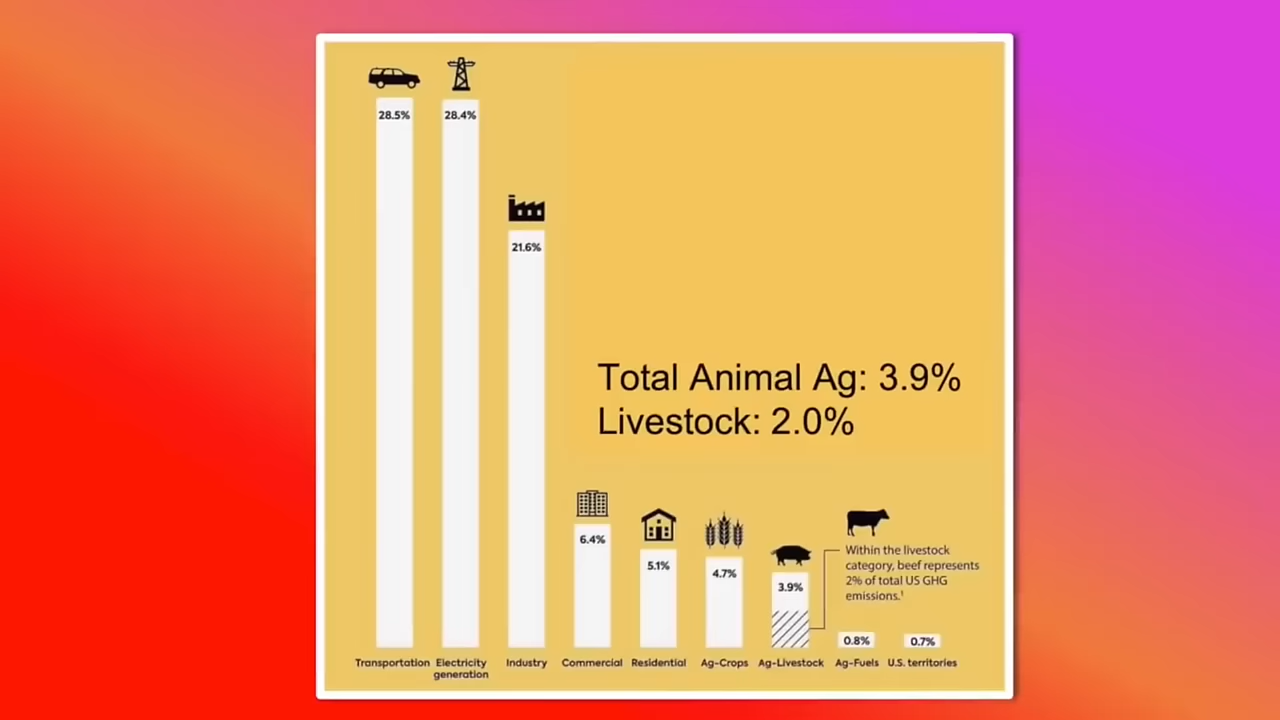 28.5%
28.4%
21.6%
Total Animal Ag: 3.9%
Livestock: 2.0%
6.4%
5.1%
4.7%
3.9%
Within the livestock
category, beef represents
2% of total US GHG
emissions.¹
0.8%
0.7%
Transportation
Electricity
generation
Industry
Commercial
Residential
Ag-Crops
Ag-Livestock
Ag-Fuels
U.S. territories